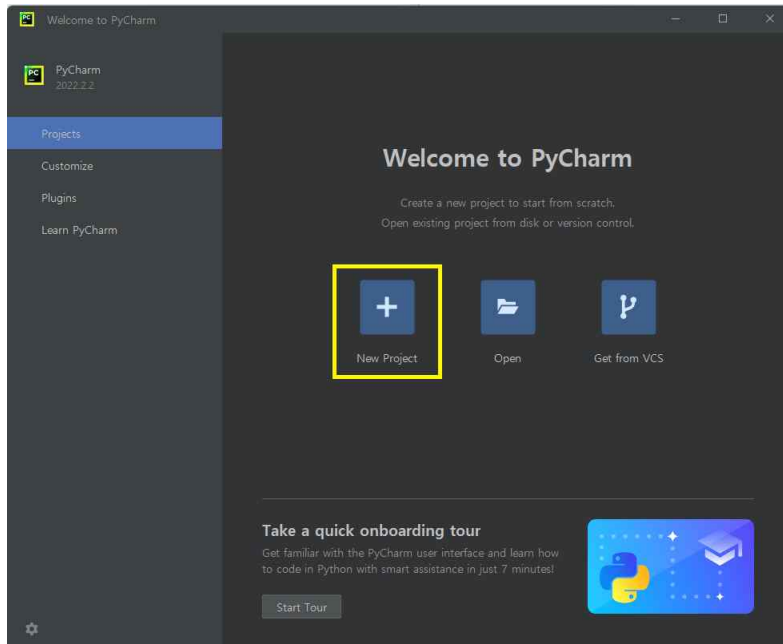 Welcome to PyCharm
PC
PyCharm
2022.2.2
Projects
Customize
Plugins
Learn PyCharm
Welcome to PyCharm
Create a new project to start from scratch.
Open existing project from disk or version control.
New Project
Open
Get from VCS
Take a quick onboarding tour
Get familiar with the PyCharm user interface and learn how
to code in Python with smart assistance in just 7 minutes!
Start Tour